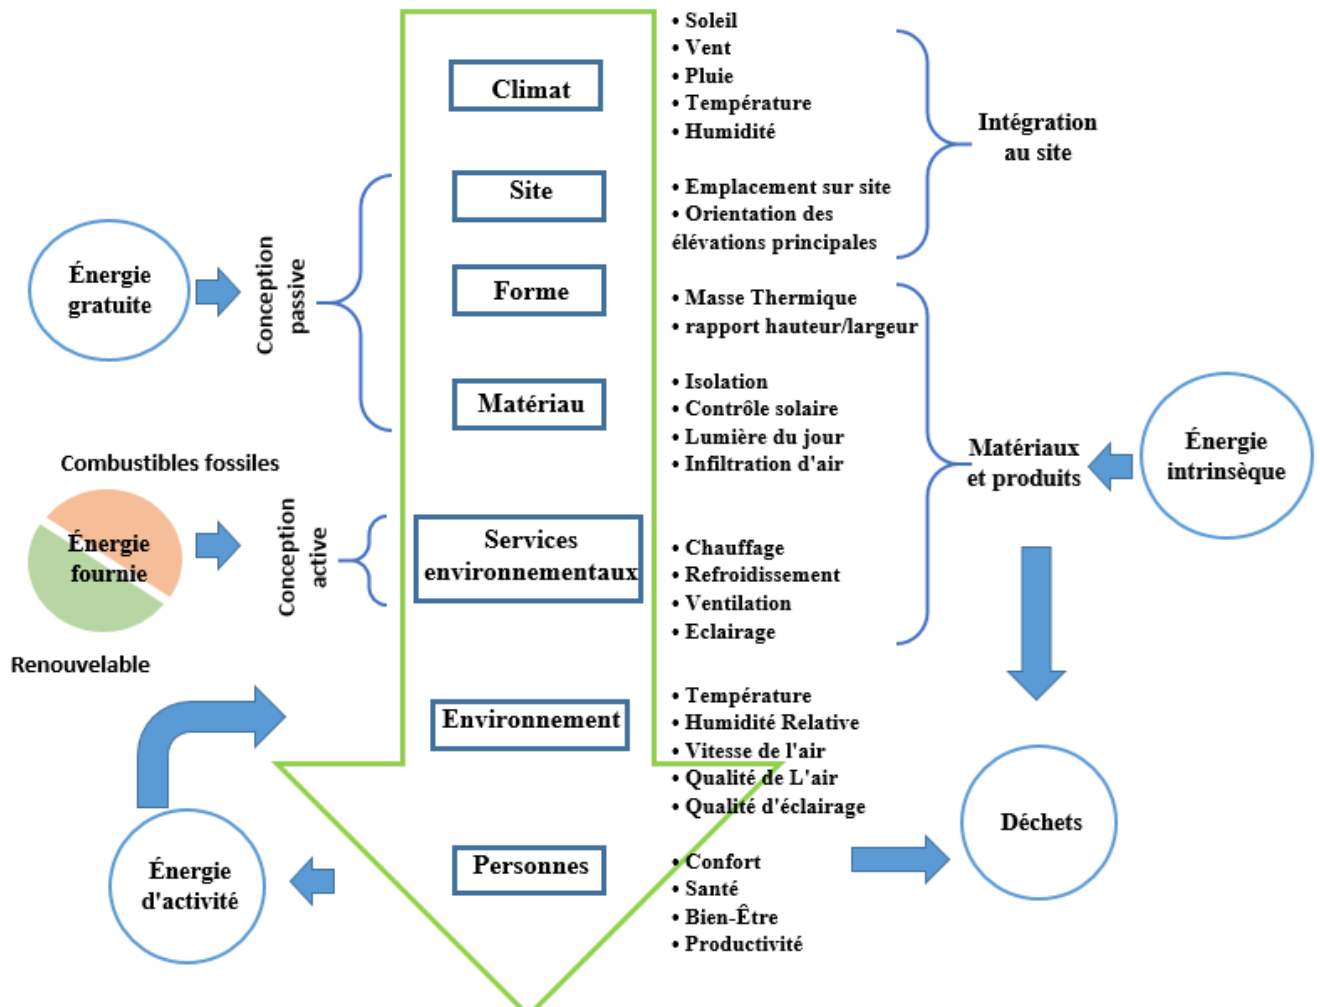 Climat
• Soleil
• Vent
• Pluie
• Température
• Humidité
Intégration
au site
Site
• Emplacement sur site
• Orientation des
élévations principales
Énergie
gratuite
Conception
passive
Forme
• Masse Thermique
• rapport hauteur/largeur
Matériau
• Isolation
• Contrôle solaire
• Lumière du jour
• Infiltration d'air
Matériaux
et produits
Énergie
intrinsèque
Combustibles fossiles
Énergie
fournie
Renouvelable
Conception
active
Services
environnementaux
• Chauffage
• Refroidissement
• Ventilation
• Eclairage
Environnement
• Température
• Humidité Relative
• Vitesse de l'air
• Qualité de L'air
• Qualité d'éclairage
Déchets
Énergie
d'activité
Personnes
• Confort
• Santé
• Bien-Être
• Productivité